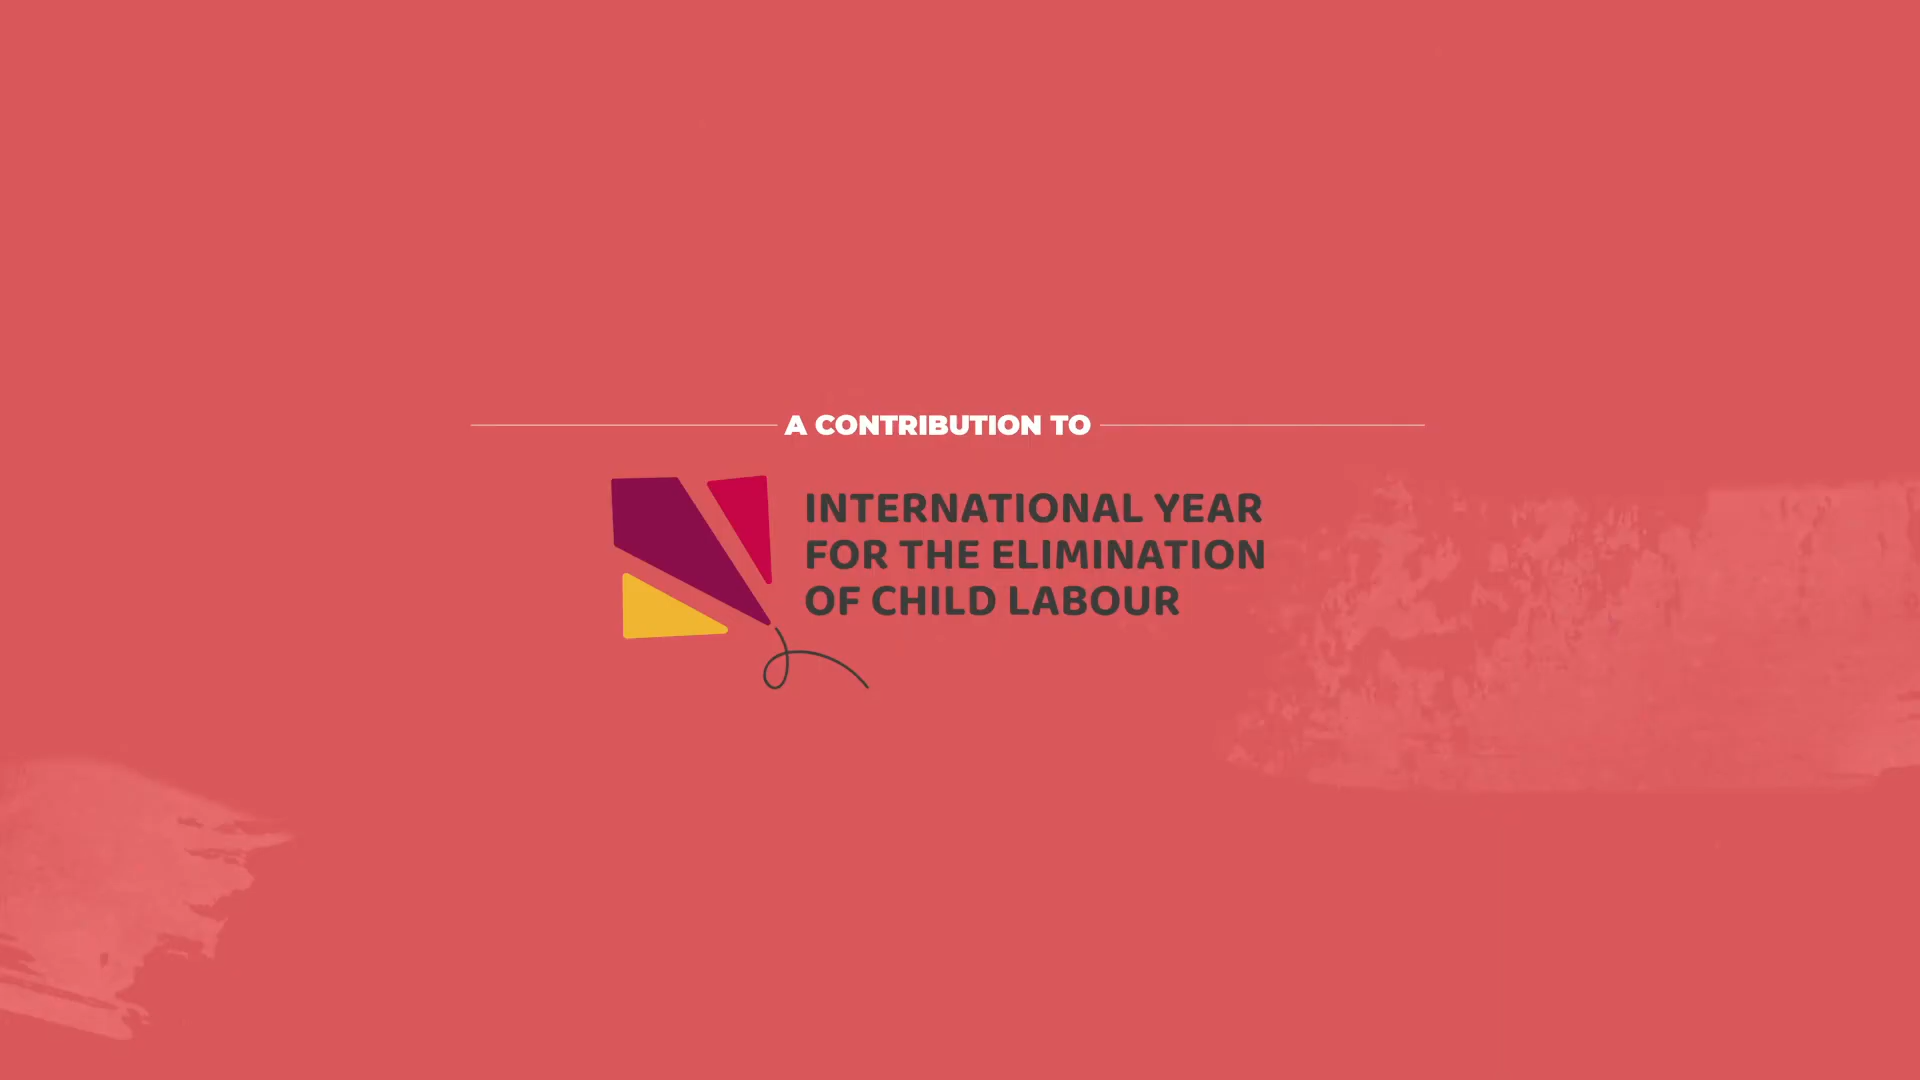 A CONTRIBUTION TO
INTERNATIONAL YEAR
FOR THE ELIMINATION
OF CHILD LABOUR